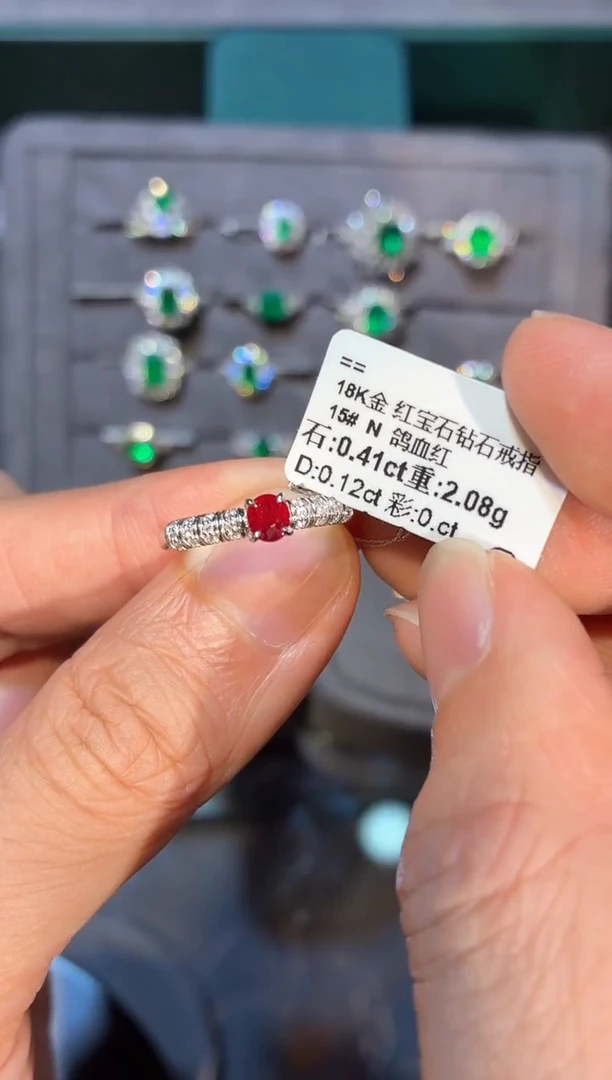 ==
18K金 红宝石钻石戒指
15# N 鸽血红
石:0.41ct重:2.08g
D:0.12ct 彩:0.ct